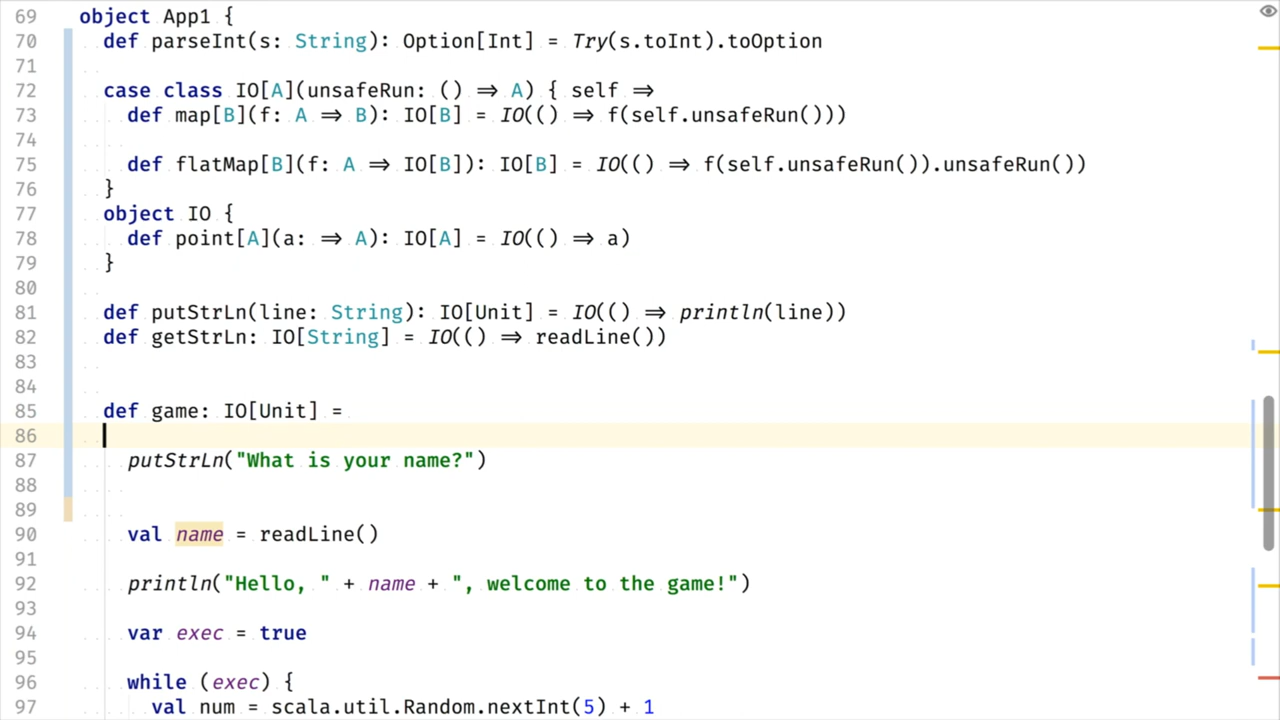 69 object App1 {
70 def parseInt(s: String): Option[Int] = Try(s.toInt).toOption
71
72 case class IO[A](unsafeRun: () ⇒ A) { self ⇒
73 def map[B](f: A ⇒ B): IO[B] = IO(() ⇒ f(self.unsafeRun()))
74
75 def flatMap[B](f: A ⇒ IO[B]): IO[B] = IO(() ⇒ f(self.unsafeRun()).unsafeRun())
76 }
77 object IO {
78 def point[A](a: ⇒ A): IO[A] = IO(() ⇒ a)
79 }
80
81 def putStrLn(line: String): IO[Unit] = IO(() ⇒ println(line))
82 def getStrLn: IO[String] = IO(() ⇒ readLine())
83
84
85 def game: IO[Unit] =
86
87 putStrLn("What is your name?")
88
89
90 val name = readLine()
91
92 println("Hello, " + name + ", welcome to the game!")
93
94 var exec = true
95
96 while (exec) {
97 val num = scala.util.Random.nextInt(5) + 1